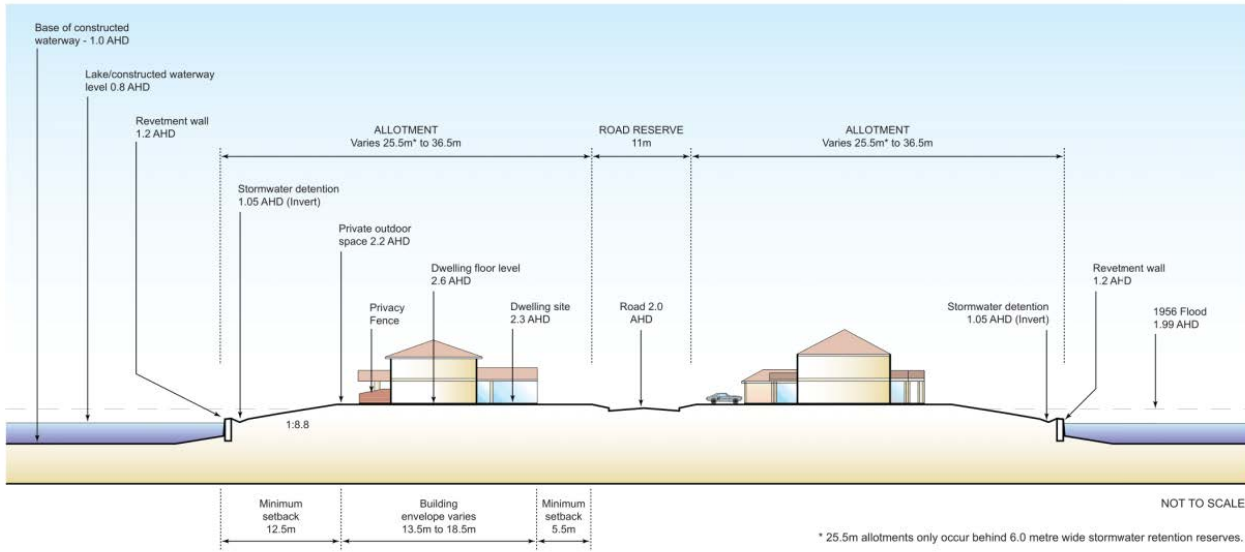 Base of constructed
waterway - 1.0 AHD
Lake/constructed waterway
level 0.8 AHD
Revetment wall
1.2 AHD
ALLOTMENT
Varies 25.5m* to 36.5m
ROAD RESERVE
11m
ALLOTMENT
Varies 25.5m* to 36.5m
Stormwater detention
1.05 AHD (Invert)
Private outdoor
space 2.2 AHD
Dwelling floor level
2.6 AHD
Privacy
Fence
Dwelling site
2.3 AHD
Road 2.0
AHD
Stormwater detention
1.05 AHD (Invert)
Revetment wall
1.2 AHD
1956 Flood
1.99 AHD
1:8.8
Minimum
setback
12.5m
Building
envelope varies
13.5m to 18.5m
Minimum
setback
5.5m
NOT TO SCALE
* 25.5m allotments only occur behind 6.0 metre wide stormwater retention reserves.